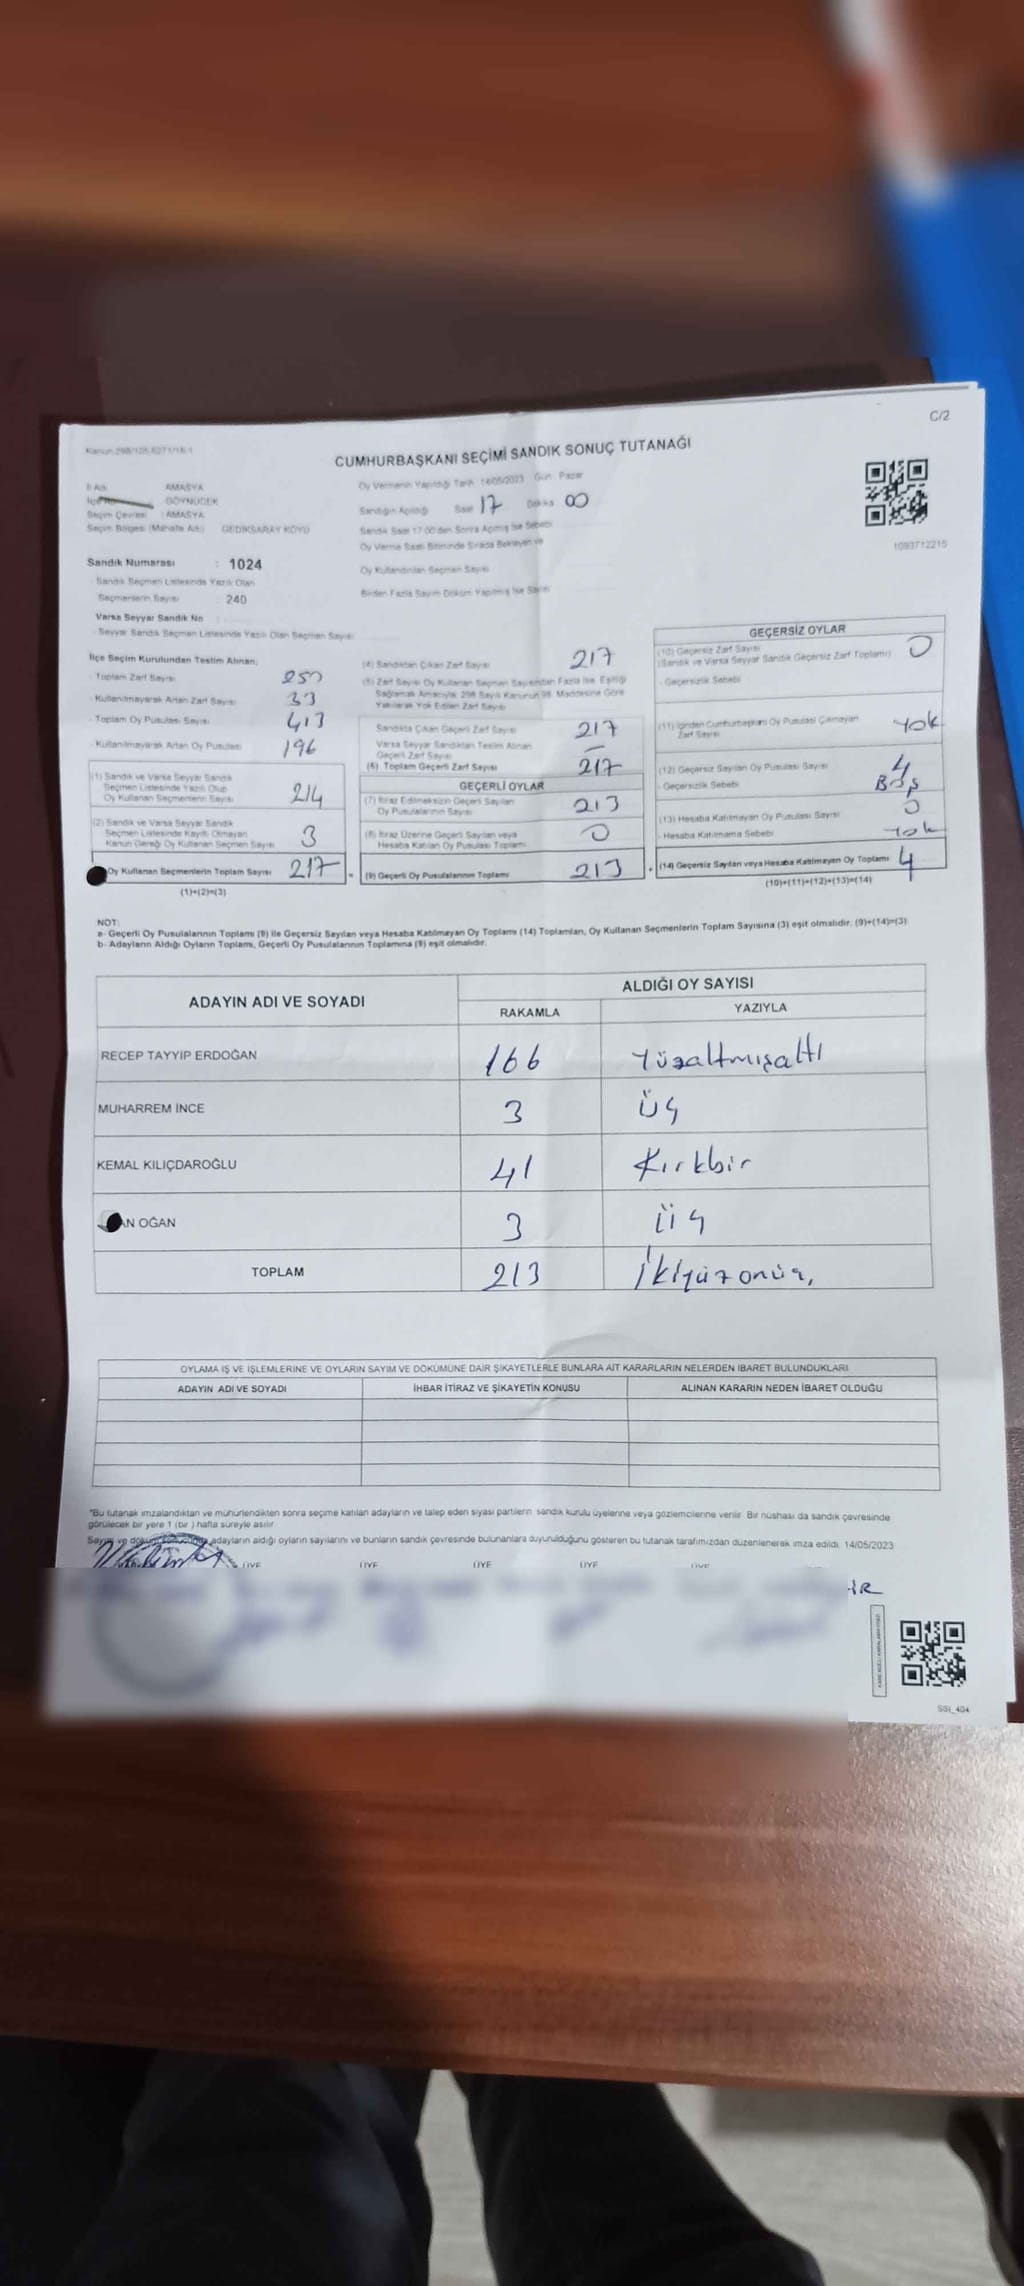 C/2
Kanun:298/105,6271/16-1
CUMHURBAŞKANI SEÇİMİ SANDIK SONUÇ TUTANAĞI
İl Adı AMASYA
GÖYNÜCEK
Seçim Çevresi : AMASYA
Seçim Bölgesi (Mahalle Adı) GEDİKSARAY KÖYÜ
Sandık Numarası : 1024
- Sandık Seçmen Listesinde Yazılı Olan
Seçmenlerin Sayısı : 240
Varsa Seyyar Sandık No
- Seyyar Sandık Seçmen Listesinde Yazılı Olan Seçmen Sayısı
Oy Vermenin Yapıldığı Tarih 14/05/2023 Gün Pazar
Sandığın Açıldığı Saat 17 Dakika 00
Sandık Saat 17.00'den Sonra Açılmış İse Sebebi
Oy Verme Saati Bitiminde Sırada Bekleyen ve
Oy Kullandırılan Seçmen Sayısı
Birden Fazla Sayım Döküm Yapılmış İse Sayısı
1093712215
İlçe Seçim Kurulundan Teslim Alınan;
- Toplam Zarf Sayısı 250
- Kullanılmayarak Artan Zarf Sayısı 33
- Toplam Oy Pusulası Sayısı 413
- Kullanılmayarak Artan Oy Pusulası 196
(1) Sandık ve Varsa Seyyar Sandık
Seçmen Listesinde Yazılı Olup
Oy Kullanan Seçmenlerin Sayısı 214
(2) Sandık ve Varsa Seyyar Sandık
Seçmen Listesinde Kayıtlı Olmayan
Kanun Gereği Oy Kullanan Seçmen Sayısı 3
Oy Kullanan Seçmenlerin Toplam Sayısı 217 =
(1)+(2)=(3)
(4) Sandıktan Çıkan Zarf Sayısı 217
(5) Zarf Sayısı Oy Kullanan Seçmen Sayısından Fazla İse, Eşitliği
Sağlamak Amacıyla 298 Sayılı Kanunun 98. Maddesine Göre
Yakılarak Yok Edilen Zarf Sayısı
Sandıkta Çıkan Geçerli Zarf Sayısı 217
Varsa Seyyar Sandıktan Teslim Alınan
Geçerli Zarf Sayısı —
(6) Toplam Geçerli Zarf Sayısı 217
GEÇERLİ OYLAR
(7) İtiraz Edilmeksizin Geçerli Sayılan
Oy Pusulalarının Sayısı 213
(8) İtiraz Üzerine Geçerli Sayılan veya
Hesaba Katılan Oy Pusulası Toplamı 0
(9) Geçerli Oy Pusulalarının Toplamı 213 +
GEÇERSİZ OYLAR
(10) Geçersiz Zarf Sayısı 0
(Sandık ve Varsa Seyyar Sandık Geçersiz Zarf Toplamı)
- Geçersizlik Sebebi
(11) İçinden Cumhurbaşkanı Oy Pusulası Çıkmayan
Zarf Sayısı Yok
(12) Geçersiz Sayılan Oy Pusulası Sayısı 4
- Geçersizlik Sebebi Boş
(13) Hesaba Katılmayan Oy Pusulası Sayısı 0
- Hesaba Katılmama Sebebi Yok
(14) Geçersiz Sayılan veya Hesaba Katılmayan Oy Toplamı 4
(10)+(11)+(12)+(13)=(14)
NOT:
a- Geçerli Oy Pusulalarının Toplamı (9) ile Geçersiz Sayılan veya Hesaba Katılmayan Oy Toplamı (14) Toplamları, Oy Kullanan Seçmenlerin Toplam Sayısına (3) eşit olmalıdır. (9)+(14)=(3)
b- Adayların Aldığı Oyların Toplamı, Geçerli Oy Pusulalarının Toplamına (9) eşit olmalıdır.
ADAYIN ADI VE SOYADI
ALDIĞI OY SAYISI
RAKAMLA YAZIYLA
RECEP TAYYIP ERDOĞAN 166 Yüzaltmışaltı
MUHARREM İNCE 3 Üç
KEMAL KILIÇDAROĞLU 41 Kırkbir
AN OĞAN 3 Üç
TOPLAM 213 İkiyüzonüç
OYLAMA İŞ VE İŞLEMLERİNE VE OYLARIN SAYIM VE DÖKÜMÜNE DAİR ŞİKAYETLERLE BUNLARA AİT KARARLARIN NELERDEN İBARET BULUNDUKLARI
ADAYIN ADI VE SOYADI İHBAR İTİRAZ VE ŞİKAYETİN KONUSU ALINAN KARARIN NEDEN İBARET OLDUĞU
*Bu tutanak imzalandıktan ve mühürlendikten sonra seçime katılan adayların ve talep eden siyasi partilerin sandık kurulu üyelerine veya gözlemcilerine verilir. Bir nüshası da sandık çevresinde
görülecek bir yere 1 (bir ) hafta süreyle asılır.
Sayım ve döküm adayların aldığı oyların sayılarını ve bunların sandık çevresinde bulunanlara duyurulduğunu gösteren bu tutanak tarafımızdan düzenlenerek imza edildi. 14/05/2023
ÜYE ÜYE ÜYE ÜYE ÜYE
SSI_404